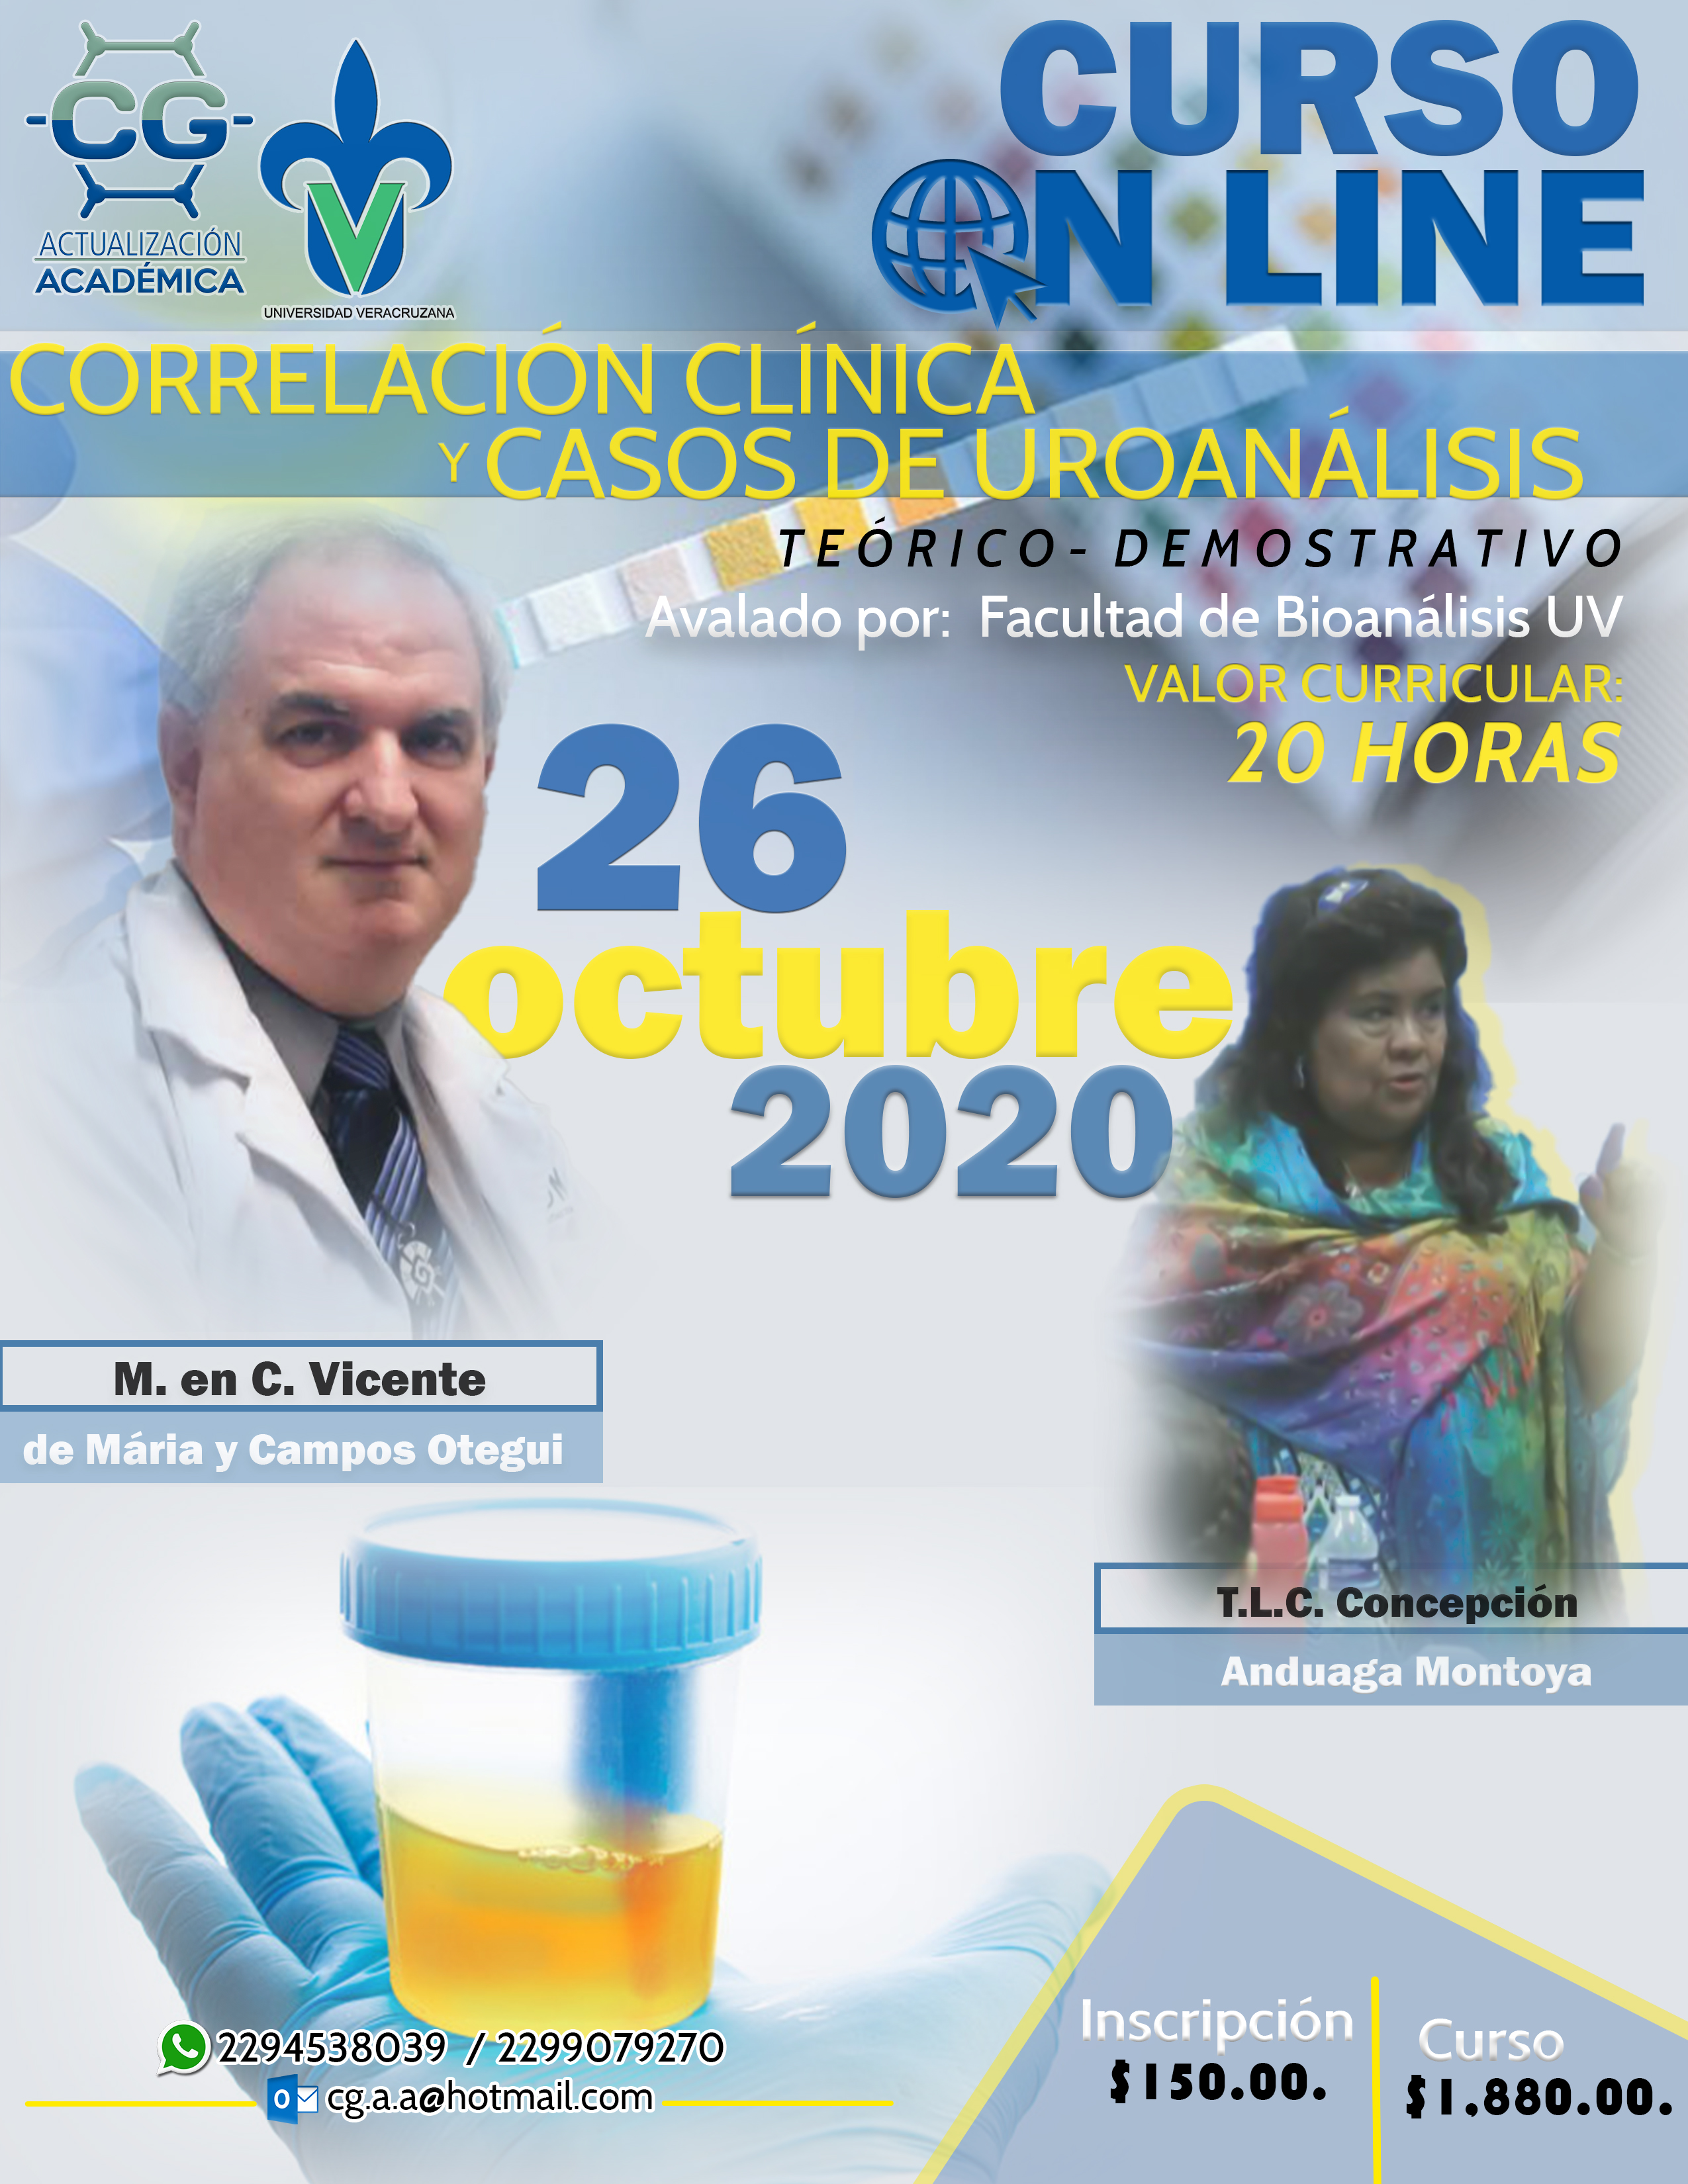 CG
ACTUALIZACIÓN
ACADÉMICA
UNIVERSIDAD VERACRUZANA
CURSO
ON LINE
CORRELACIÓN CLÍNICA
Y CASOS DE UROANÁLISIS
TEÓRICO- DEMOSTRATIVO
Avalado por: Facultad de Bioanálisis UV
VALOR CURRICULAR:
20 HORAS
26
octubre
2020
M. en C. Vicente
de Mária y Campos Otegui
T.L.C. Concepción
Anduaga Montoya
2294538039 / 2299079270
cg.a.a@hotmail.com
Inscripción
$150.00.
Curso
$1,880.00.